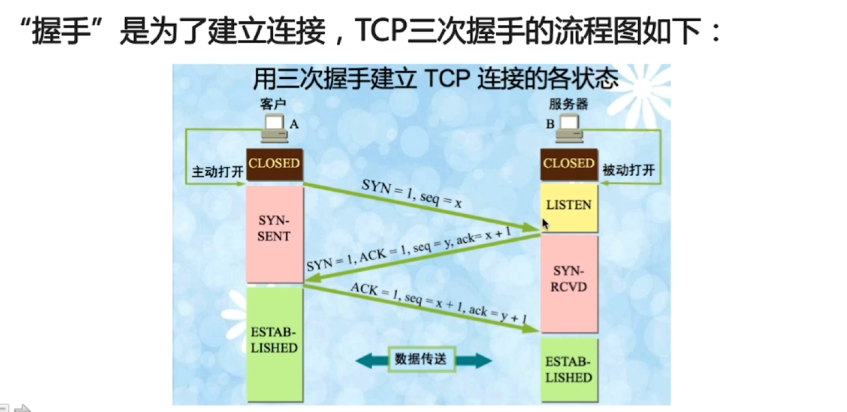 “握手”是为了建立连接，TCP三次握手的流程图如下：
用三次握手建立 TCP 连接的各状态
客户
服务器
A
B
主动打开
CLOSED
CLOSED
被动打开
SYN = 1, seq = x
LISTEN
SYN-
SENT
SYN = 1, ACK = 1, seq = y, ack= x + 1
SYN-
RCVD
ACK = 1, seq = x + 1, ack = y + 1
ESTAB-
LISHED
数据传送
ESTAB-
LISHED